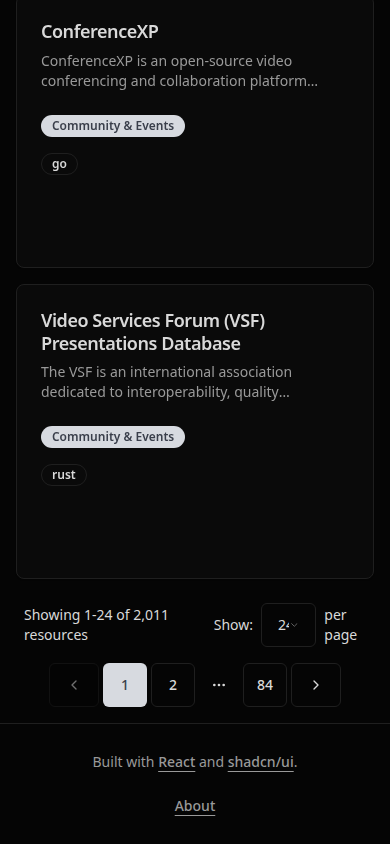 ConferenceXP
ConferenceXP is an open-source video
conferencing and collaboration platform...
Community & Events
go
Video Services Forum (VSF)
Presentations Database
The VSF is an international association
dedicated to interoperability, quality...
Community & Events
rust
Showing 1-24 of 2,011
resources
Show:
24
per
page
1
2
...
84
Built with React and shadcn/ui.
About